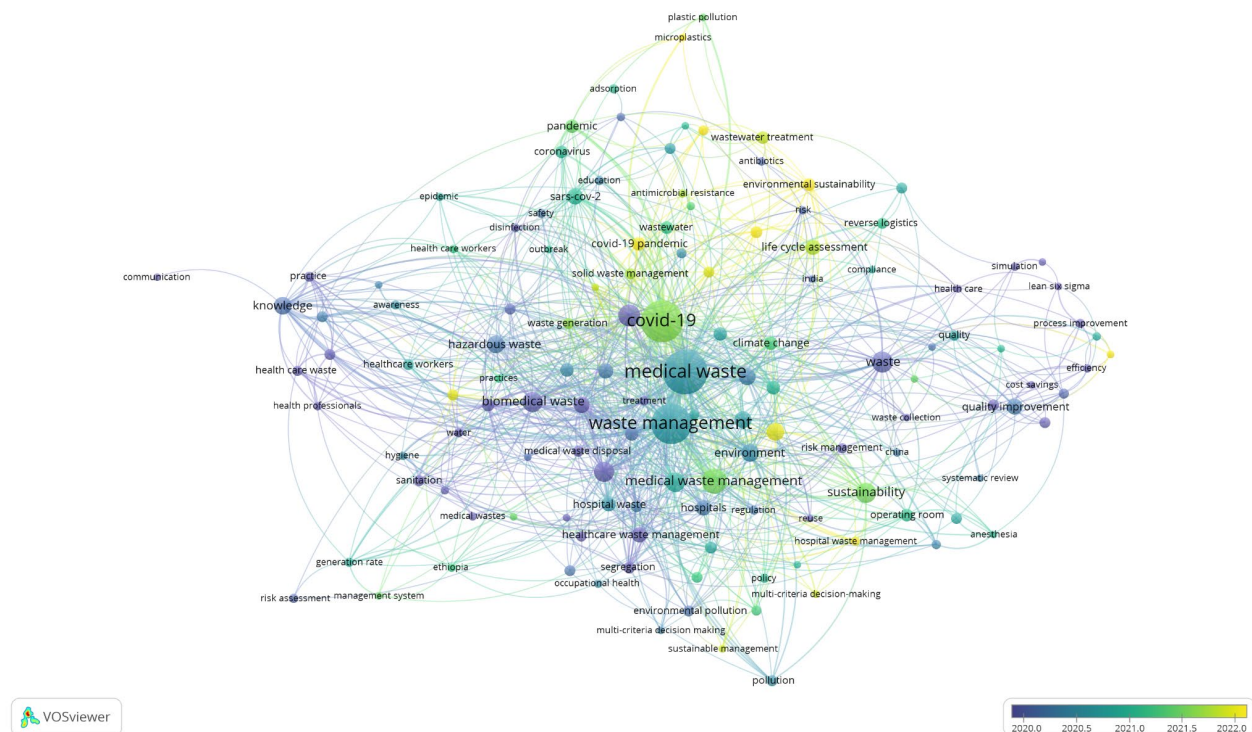 plastic pollution
microplastics
adsorption
pandemic
wastewater treatment
coronavirus
antibiotics
education
environmental sustainability
antimicrobial resistance
epidemic
sars-cov-2
safety
risk
reverse logistics
disinfection
wastewater
covid-19 pandemic
health care workers
outbreak
life cycle assessment
simulation
compliance
communication
practice
solid waste management
india
lean six sigma
health care
knowledge
awareness
waste generation
covid-19
process improvement
quality
hazardous waste
climate change
healthcare workers
waste
efficiency
health care waste
practices
medical waste
cost savings
health professionals
biomedical waste
treatment
quality improvement
waste collection
waste management
water
medical waste disposal
environment
risk management
china
hygiene
sanitation
medical waste management
systematic review
sustainability
hospital waste
hospitals
regulation
medical wastes
reuse
operating room
healthcare waste management
hospital waste management
anesthesia
generation rate
ethiopia
segregation
occupational health
policy
risk assessment
management system
multi-criteria decision-making
environmental pollution
multi-criteria decision making
sustainable management
pollution
VOSviewer
2020.0 2020.5 2021.0 2021.5 2022.0